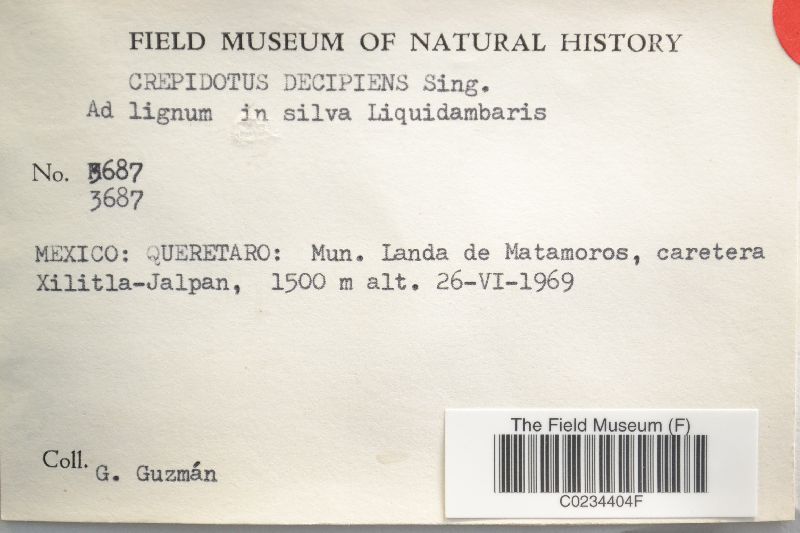 FIELD MUSEUM OF NATURAL HISTORY
CREPIDOTUS DECIPIENS Sing.
Ad lignum in silva Liquidambaris
No. 3687
3687
MEXICO: QUERETARO: Mun. Landa de Matamoros, caretera
Xilitla-Jalpan, 1500 m alt. 26-VI-1969
The Field Museum (F)
C0234404F
Coll. G. Guzmán